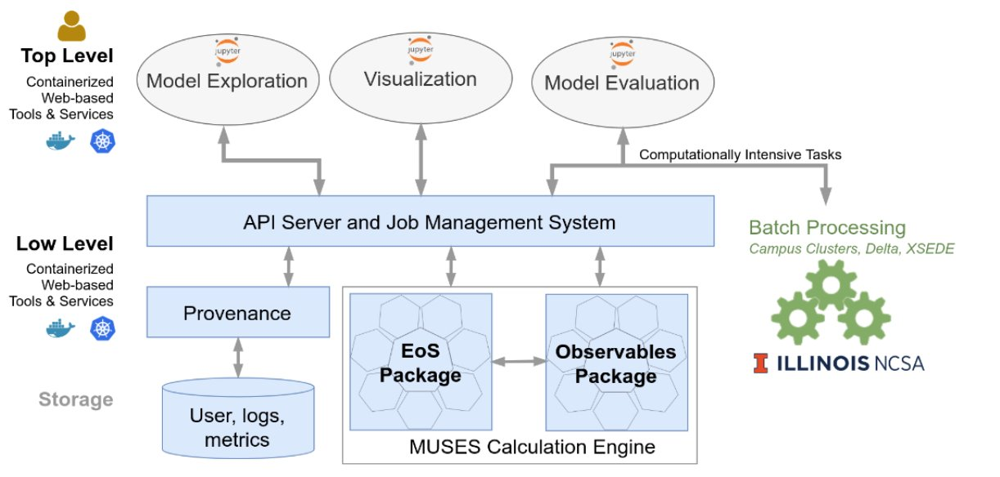 Top Level
Containerized
Web-based
Tools & Services
jupyter
Model Exploration
jupyter
Visualization
jupyter
Model Evaluation
Computationally Intensive Tasks
API Server and Job Management System
Low Level
Containerized
Web-based
Tools & Services
Provenance
EoS
Package
Observables
Package
MUSES Calculation Engine
Storage
User, logs,
metrics
Batch Processing
Campus Clusters, Delta, XSEDE
I ILLINOIS NCSA